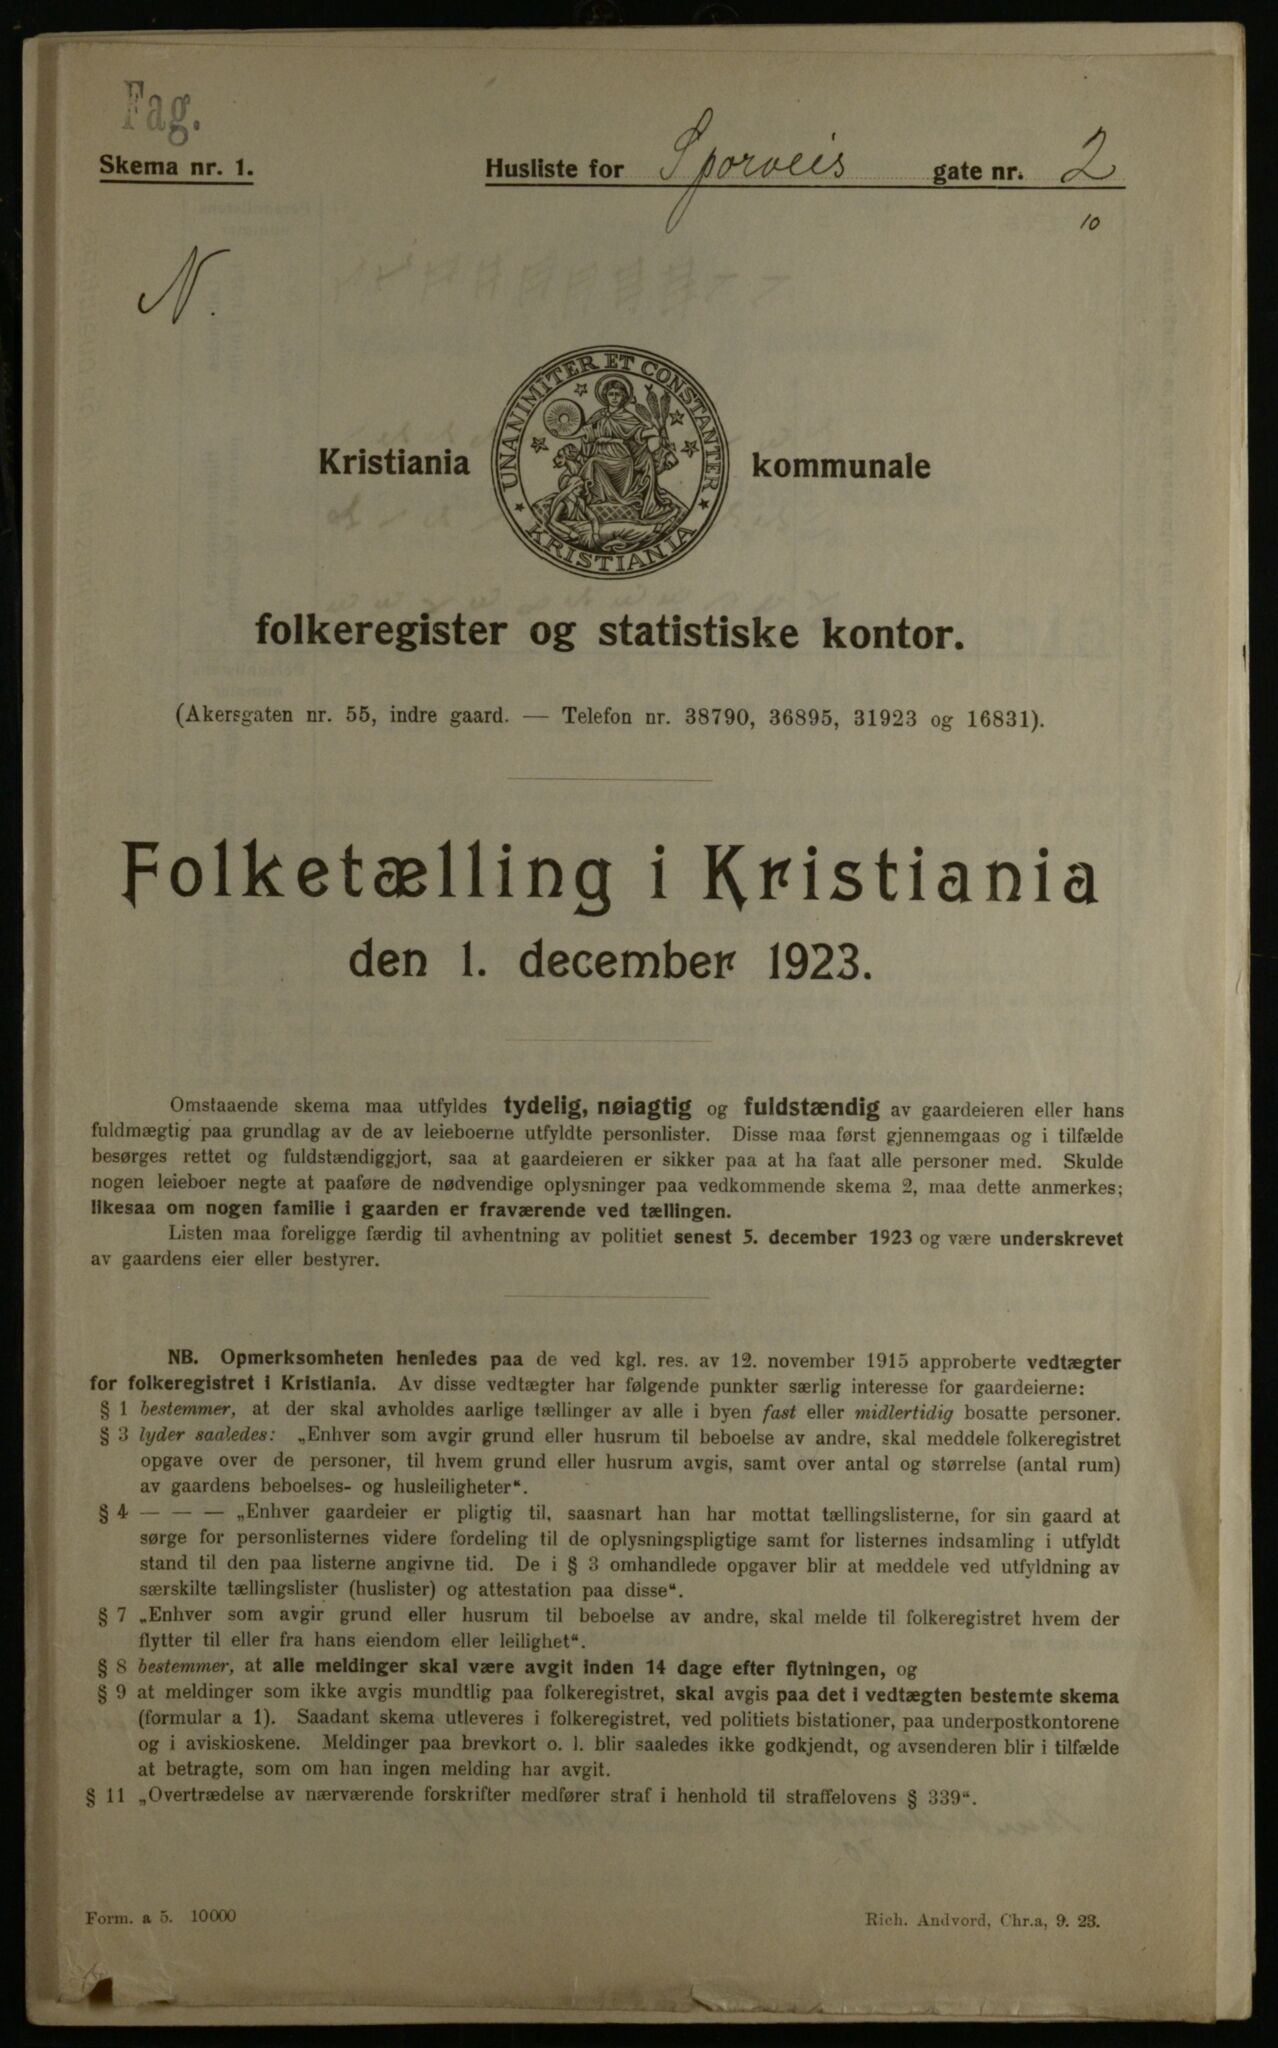 Fag.
Skema nr. 1.
Husliste for Sporveis gate nr. 2
10
N.
UNANIMITER ET CONSTANTER
KRISTIANIA
Kristiania kommunale
folkeregister og statistiske kontor.
(Akersgaten nr. 55, indre gaard. — Telefon nr. 38790, 36895, 31923 og 16831).
Folketælling i Kristiania
den 1. december 1923.
Omstaaende skema maa utfyldes tydelig, nøiagtig og fuldstændig av gaardeieren eller hans
fuldmægtig paa grundlag av de av leieboerne utfyldte personlister. Disse maa først gjennemgaas og i tilfælde
besørges rettet og fuldstændiggjort, saa at gaardeieren er sikker paa at ha faat alle personer med. Skulde
nogen leieboer negte at paaføre de nødvendige oplysninger paa vedkommende skema 2, maa dette anmerkes;
likesaa om nogen familie i gaarden er fraværende ved tællingen.
Listen maa foreligge færdig til avhentning av politiet senest 5. december 1923 og være underskrevet
av gaardens eier eller bestyrer.
NB. Opmerksomheten henledes paa de ved kgl. res. av 12. november 1915 approberte vedtægter
for folkeregistret i Kristiania. Av disse vedtægter har følgende punkter særlig interesse for gaardeierne:
§ 1 bestemmer, at der skal avholdes aarlige tællinger av alle i byen fast eller midlertidig bosatte personer.
§ 3 lyder saaledes: „Enhver som avgir grund eller husrum til beboelse av andre, skal meddele folkeregistret
opgave over de personer, til hvem grund eller husrum avgis, samt over antal og størrelse (antal rum)
av gaardens beboelses- og husleiligheter“.
§ 4 — — — „Enhver gaardeier er pligtig til, saasnart han har mottat tællingslisterne, for sin gaard at
sørge for personlisternes videre fordeling til de oplysningspligtige samt for listernes indsamling i utfyldt
stand til den paa listerne angivne tid. De i § 3 omhandlede opgaver blir at meddele ved utfyldning av
særskilte tællingslister (huslister) og attestation paa disse“.
§ 7 „Enhver som avgir grund eller husrum til beboelse av andre, skal melde til folkeregistret hvem der
flytter til eller fra hans eiendom eller leilighet“.
§ 8 bestemmer, at alle meldinger skal være avgit inden 14 dage efter flytningen, og
§ 9 at meldinger som ikke avgis mundtlig paa folkeregistret, skal avgis paa det i vedtægten bestemte skema
(formular a 1). Saadant skema utleveres i folkeregistret, ved politiets bistationer, paa underpostkontorene
og i aviskioskene. Meldinger paa brevkort o. l. blir saaledes ikke godkjendt, og avsenderen blir i tilfælde
at betragte, som om han ingen melding har avgit.
§ 11 „Overtrædelse av nærværende forskrifter medfører straf i henhold til straffelovens § 339“.
Form. a 5. 10000
Rich. Andvord, Chr.a, 9. 23.